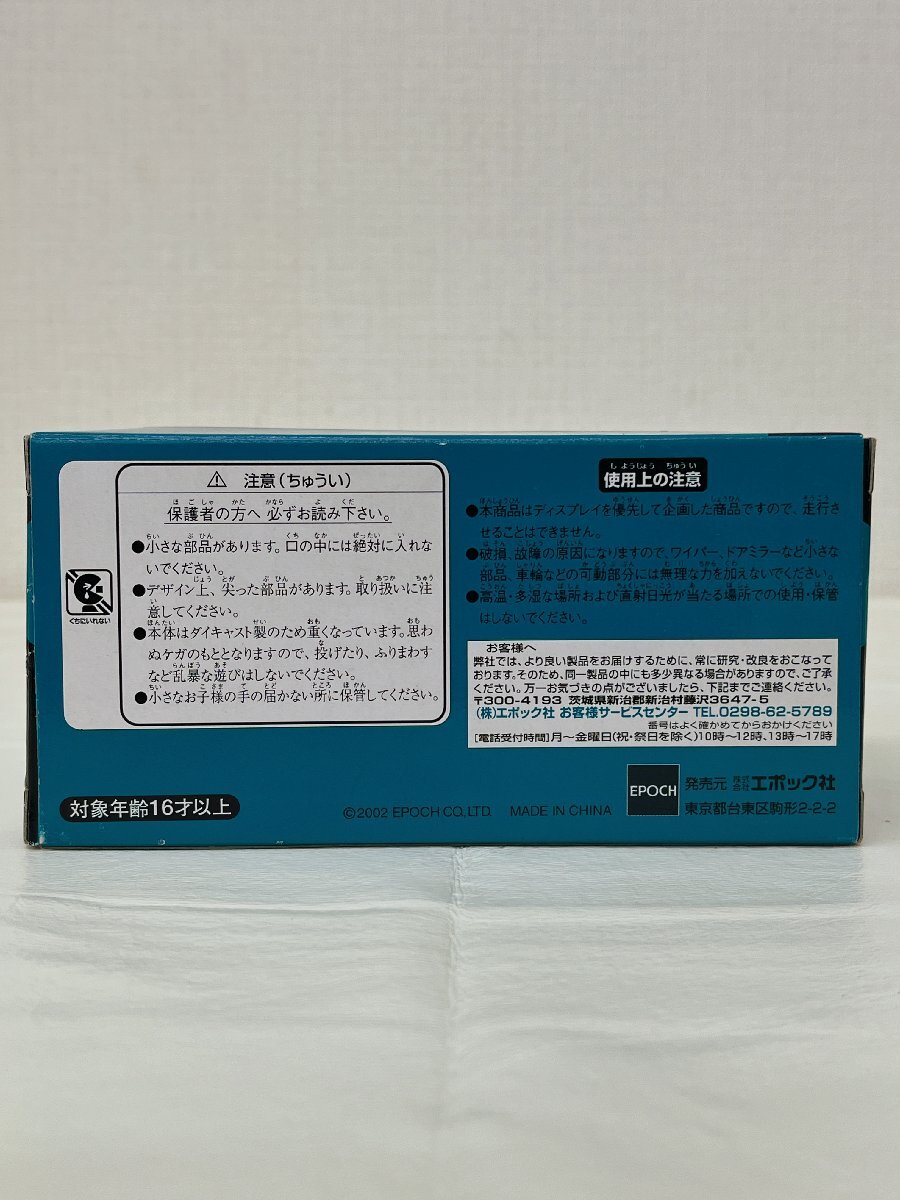 ⚠ 注意(ちゅうい)
保護者の方へ 必ずお読み下さい。
●小さな部品があります。口の中には絶対に入れな
いでください。
●デザイン上、尖った部品があります。取り扱いに注
意してください。
●本体はダイキャスト製のため重くなっています。思わ
ぬケガのもととなりますので、投げたり、ふりまわす
など乱暴な遊びはしないでください。
●小さなお子様の手の届かない所に保管してください。
くちにいれない
対象年齢16才以上
使用上の注意
●本商品はディスプレイを優先して企画した商品ですので、走行さ
せることはできません。
●破損、故障の原因になりますので、ワイパー、ドアミラーなど小さな
部品、車輪などの可動部分には無理な力を加えないでください。
●高温・多湿な場所および直射日光が当たる場所での使用・保管
はしないでください。
お客様へ
弊社では、より良い製品をお届けするために、常に研究・改良をおこなって
おります。そのため、同一製品の中にも多少異なる場合がありますので、ご了承
ください。万一お気づきの点がございましたら、下記までご連絡ください。
〒300-4193 茨城県新治郡新治村藤沢3647-5
(株)エポック社 お客様サービスセンター TEL.0298-62-5789
番号はよく確かめてからおかけください
[電話受付時間]月〜金曜日(祝・祭日を除く)10時〜12時、13時〜17時
EPOCH
発売元 株式会社 エポック社
東京都台東区駒形2-2-2
©2002 EPOCH CO.,LTD. MADE IN CHINA